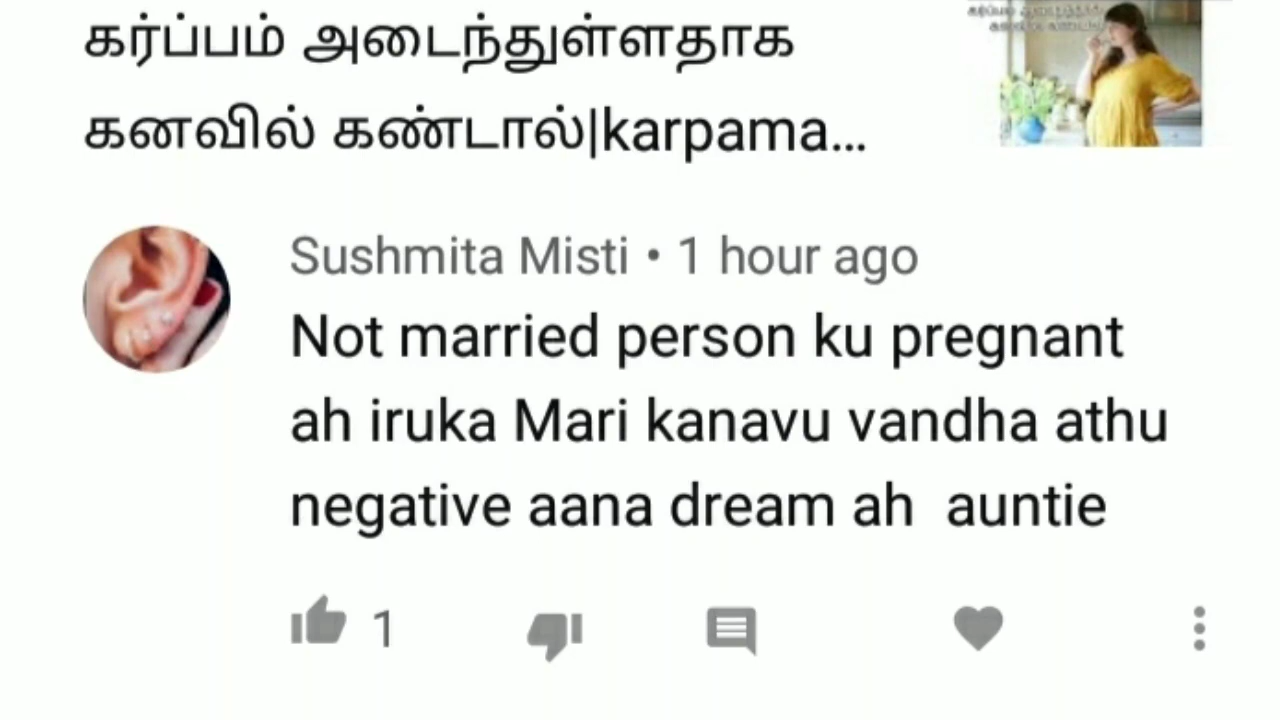 கர்ப்பம் அடைந்துள்ளதாக
கனவில் கண்டால்|karpama...
Sushmita Misti • 1 hour ago
Not married person ku pregnant
ah iruka Mari kanavu vandha athu
negative aana dream ah auntie
1